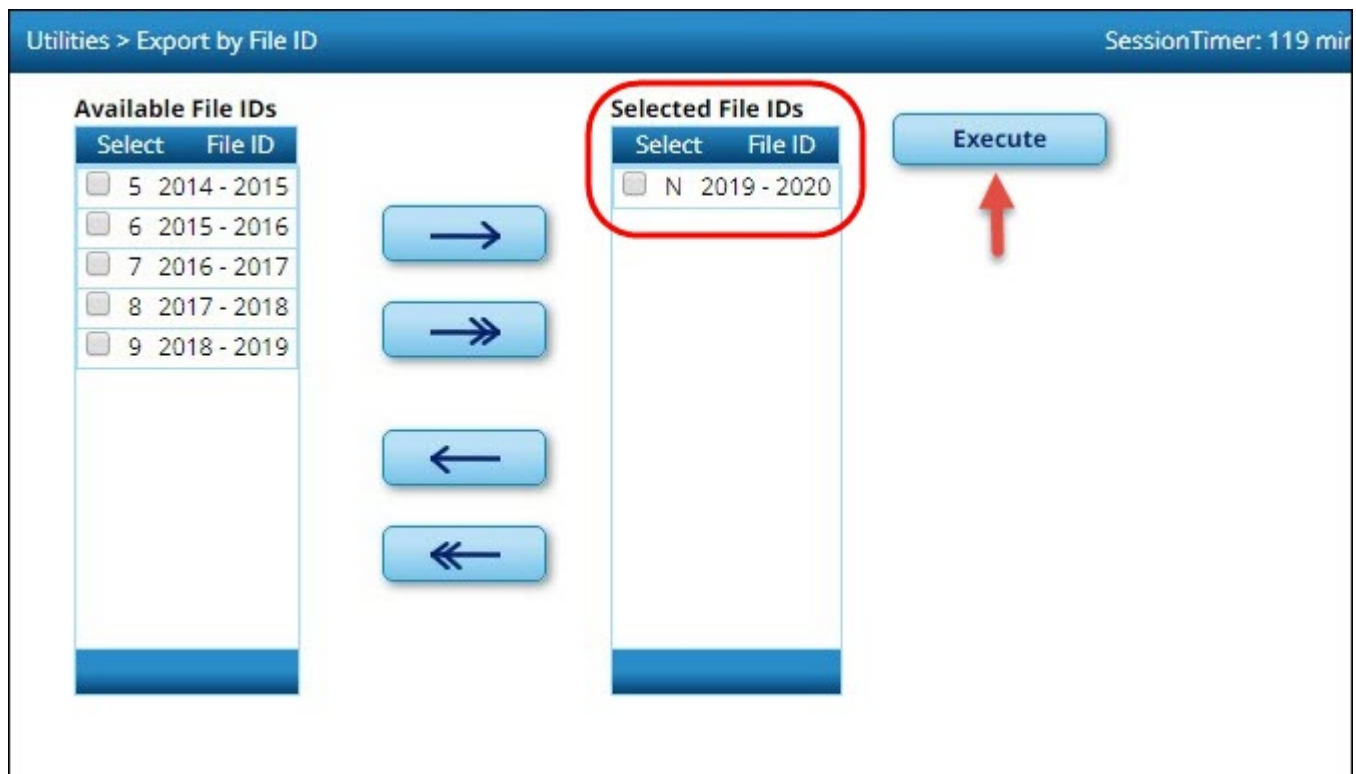 Utilities > Export by File ID
SessionTimer: 119 min
Available File IDs
Select File ID
5 2014 - 2015
6 2015 - 2016
7 2016 - 2017
8 2017 - 2018
9 2018 - 2019
Selected File IDs
Select File ID
N 2019 - 2020
Execute